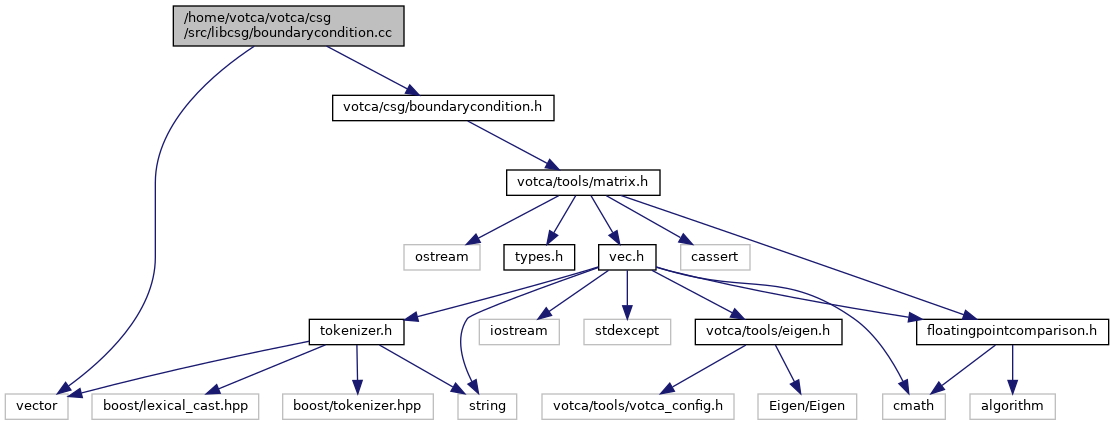 /home/votca/votca/csg
/src/libcsg/boundarycondition.cc
votca/csg/boundarycondition.h
votca/tools/matrix.h
ostream
types.h
vec.h
cassert
tokenizer.h
iostream
stdexcept
votca/tools/eigen.h
floatingpointcomparison.h
vector
boost/lexical_cast.hpp
boost/tokenizer.hpp
string
votca/tools/votca_config.h
Eigen/Eigen
cmath
algorithm